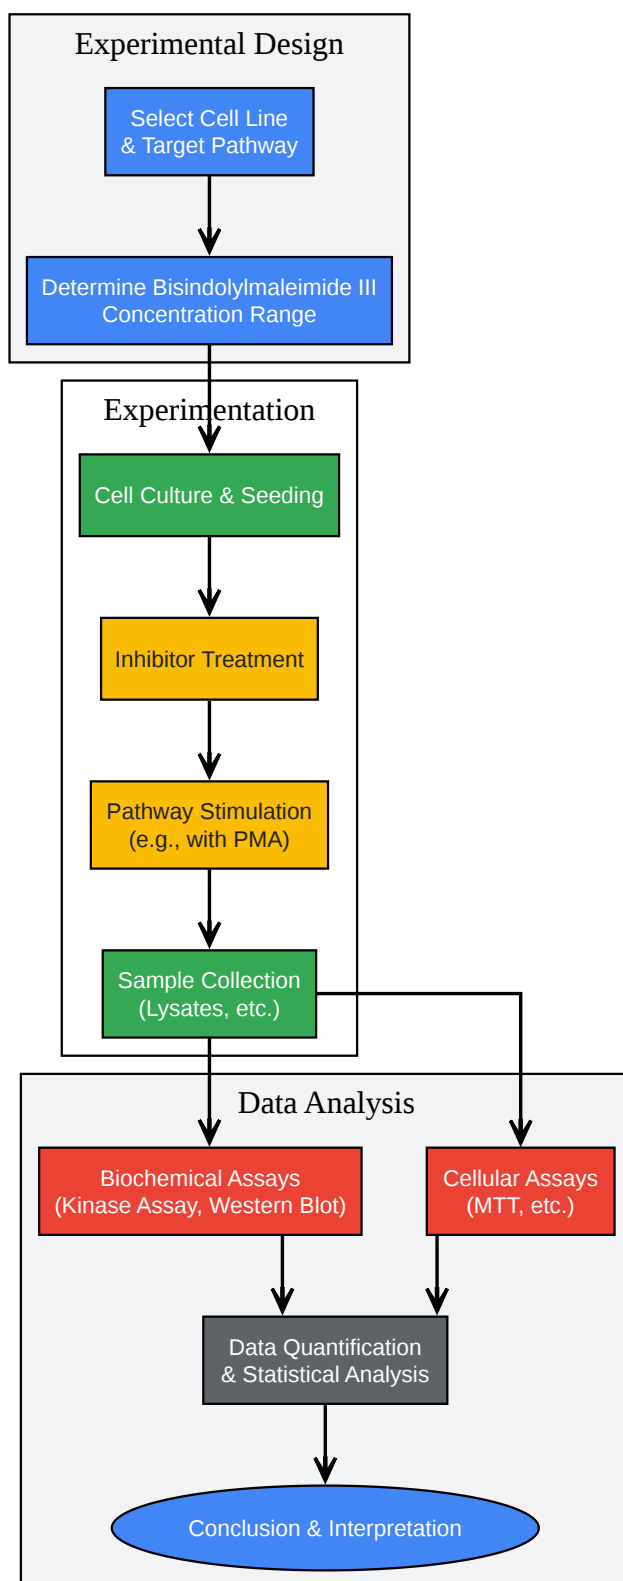 Experimental Design
Select Cell Line
& Target Pathway
Determine Bisindolylmaleimide III
Concentration Range
Experimentation
Cell Culture & Seeding
Inhibitor Treatment
Pathway Stimulation
(e.g., with PMA)
Sample Collection
(Lysates, etc.)
Data Analysis
Biochemical Assays
(Kinase Assay, Western Blot)
Cellular Assays
(MTT, etc.)
Data Quantification
& Statistical Analysis
Conclusion & Interpretation